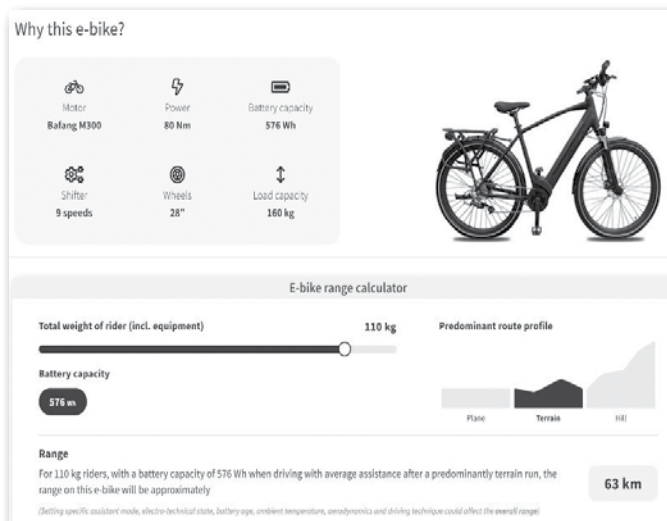 Why this e-bike?
Motor Power Battery capacity
Bafang M300 80 Nm 576 Wh
Shifter Wheels Load capacity
9 speeds 28" 160 kg
E-bike range calculator
Total weight of rider (incl. equipment) 110 kg Predominant route profile
Battery capacity
576 Wh
Plane Terrain Hill
Range
For 110 kg riders, with a battery capacity of 576 Wh when driving with average assistance after a predominantly terrain run, the
range on this e-bike will be approximately
63 km
(Setting specific assistant mode, electro-technical state, battery age, ambient temperature, aerodynamics and driving technique could affect the overall range)